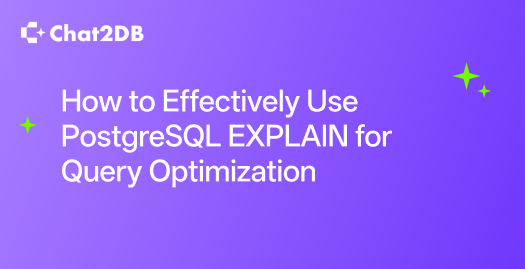 Chat2DB
How to Effectively Use
PostgreSQL EXPLAIN for
Query Optimization